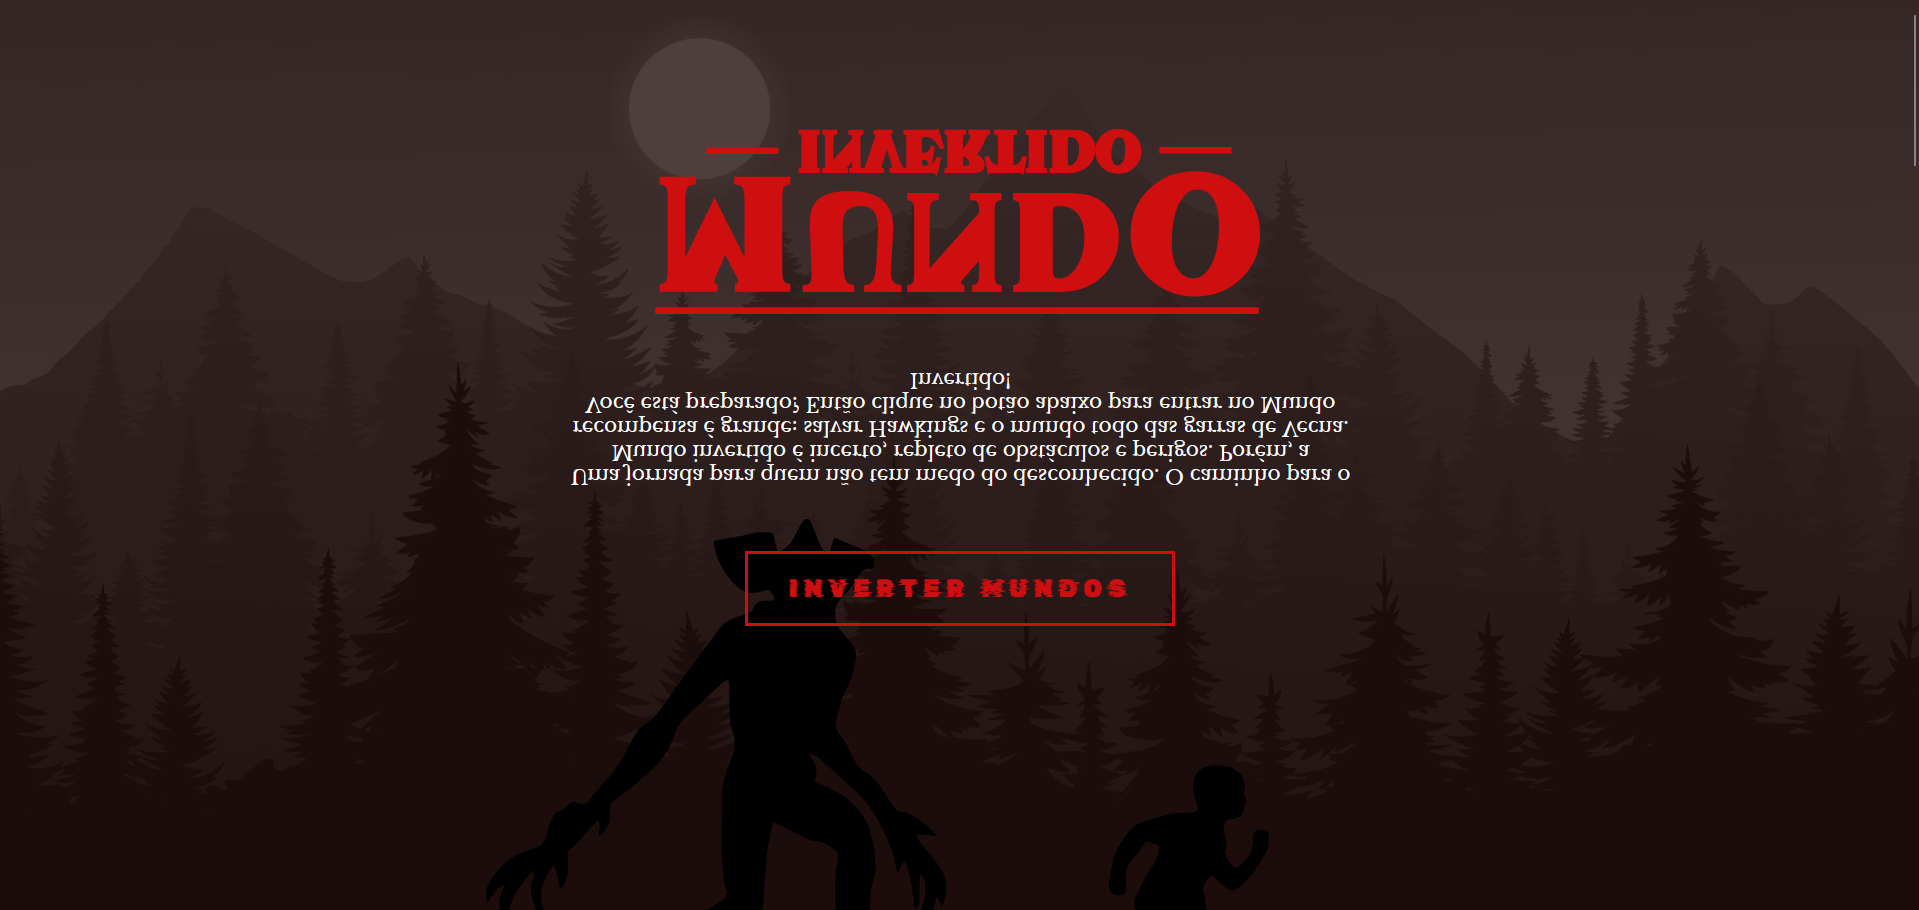 MUNDO
INVERTIDO
Uma jornada para quem não tem medo do desconhecido. O caminho para o
Mundo invertido é incerto, repleto de obstáculos e perigos. Porém, a
recompensa é grande: salvar Hawkings e o mundo todo das garras de Vecna.
Você está preparado? Então clique no botão abaixo para entrar no Mundo
Invertido!
INVERTER MUNDOS